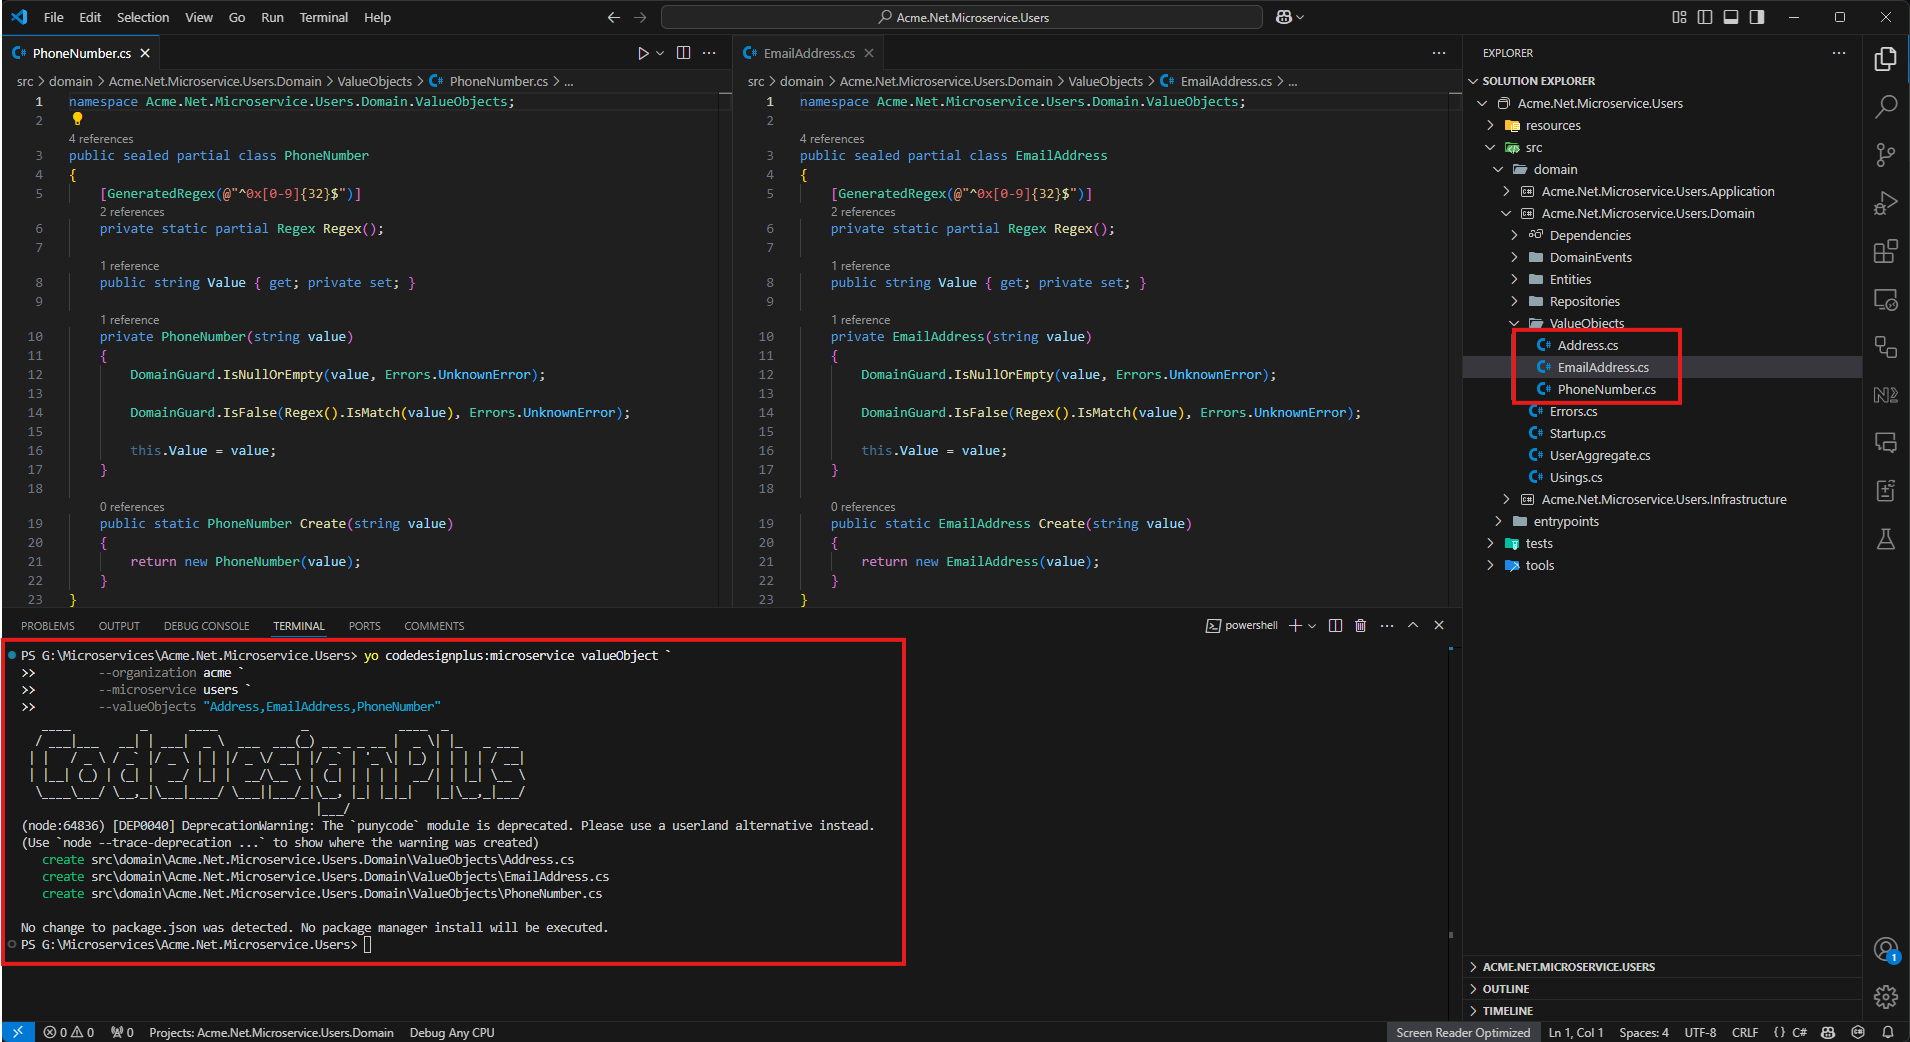 File Edit Selection View Go Run Terminal Help
Acme.Net.Microservice.Users
PhoneNumber.cs
src > domain > Acme.Net.Microservice.Users.Domain > ValueObjects > PhoneNumber.cs > ...
1 namespace Acme.Net.Microservice.Users.Domain.ValueObjects;
2
4 references
3 public sealed partial class PhoneNumber
4 {
5 [GeneratedRegex(@"^0x[0-9]{32}$")]
2 references
6 private static partial Regex Regex();
7
1 reference
8 public string Value { get; private set; }
9
1 reference
10 private PhoneNumber(string value)
11 {
12 DomainGuard.IsNullOrEmpty(value, Errors.UnknownError);
13
14 DomainGuard.IsFalse(Regex().IsMatch(value), Errors.UnknownError);
15
16 this.Value = value;
17 }
18
0 references
19 public static PhoneNumber Create(string value)
20 {
21 return new PhoneNumber(value);
22 }
23 }
EmailAddress.cs
src > domain > Acme.Net.Microservice.Users.Domain > ValueObjects > EmailAddress.cs > ...
1 namespace Acme.Net.Microservice.Users.Domain.ValueObjects;
2
4 references
3 public sealed partial class EmailAddress
4 {
5 [GeneratedRegex(@"^0x[0-9]{32}$")]
2 references
6 private static partial Regex Regex();
7
1 reference
8 public string Value { get; private set; }
9
1 reference
10 private EmailAddress(string value)
11 {
12 DomainGuard.IsNullOrEmpty(value, Errors.UnknownError);
13
14 DomainGuard.IsFalse(Regex().IsMatch(value), Errors.UnknownError);
15
16 this.Value = value;
17 }
18
0 references
19 public static EmailAddress Create(string value)
20 {
21 return new EmailAddress(value);
22 }
23 }
EXPLORER
SOLUTION EXPLORER
Acme.Net.Microservice.Users
resources
src
domain
Acme.Net.Microservice.Users.Application
Acme.Net.Microservice.Users.Domain
Dependencies
DomainEvents
Entities
Repositories
ValueObjects
Address.cs
EmailAddress.cs
PhoneNumber.cs
Errors.cs
Startup.cs
UserAggregate.cs
Usings.cs
Acme.Net.Microservice.Users.Infrastructure
entrypoints
tests
tools
ACME.NET.MICROSERVICE.USERS
OUTLINE
TIMELINE
PROBLEMS OUTPUT DEBUG CONSOLE TERMINAL PORTS COMMENTS
powershell
PS G:\Microservices\Acme.Net.Microservice.Users> yo codedesignplus:microservice valueObject `
>> --organization acme `
>> --microservice users `
>> --valueObjects "Address,EmailAddress,PhoneNumber"
CodeDesignPlus
(node:64836) [DEP0040] DeprecationWarning: The `punycode` module is deprecated. Please use a userland alternative instead.
(Use `node --trace-deprecation ...` to show where the warning was created)
create src\domain\Acme.Net.Microservice.Users.Domain\ValueObjects\Address.cs
create src\domain\Acme.Net.Microservice.Users.Domain\ValueObjects\EmailAddress.cs
create src\domain\Acme.Net.Microservice.Users.Domain\ValueObjects\PhoneNumber.cs
No change to package.json was detected. No package manager install will be executed.
PS G:\Microservices\Acme.Net.Microservice.Users>
1
0 0 0 Projects: Acme.Net.Microservice.Users.Domain Debug Any CPU
Screen Reader Optimized Ln 1, Col 1 Spaces: 4 UTF-8 CRLF {} C#